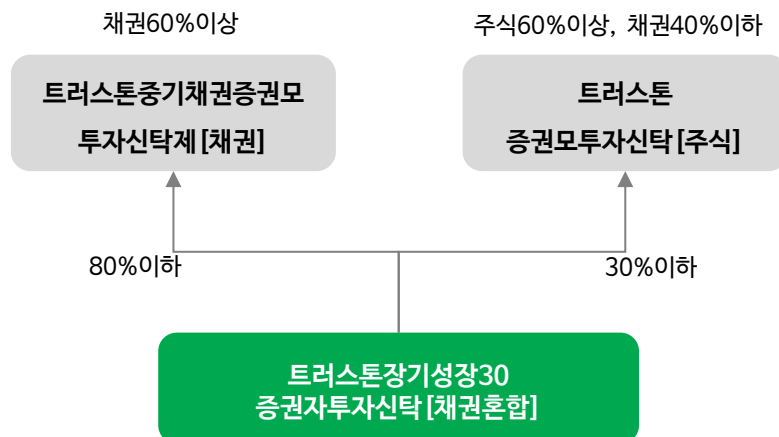 채권60%이상
주식60%이상, 채권40%이하
트러스톤중기채권증권모
투자신탁제[채권]
트러스톤
증권모투자신탁[주식]
80%이하
30%이하
트러스톤장기성장30
증권자투자신탁[채권혼합]